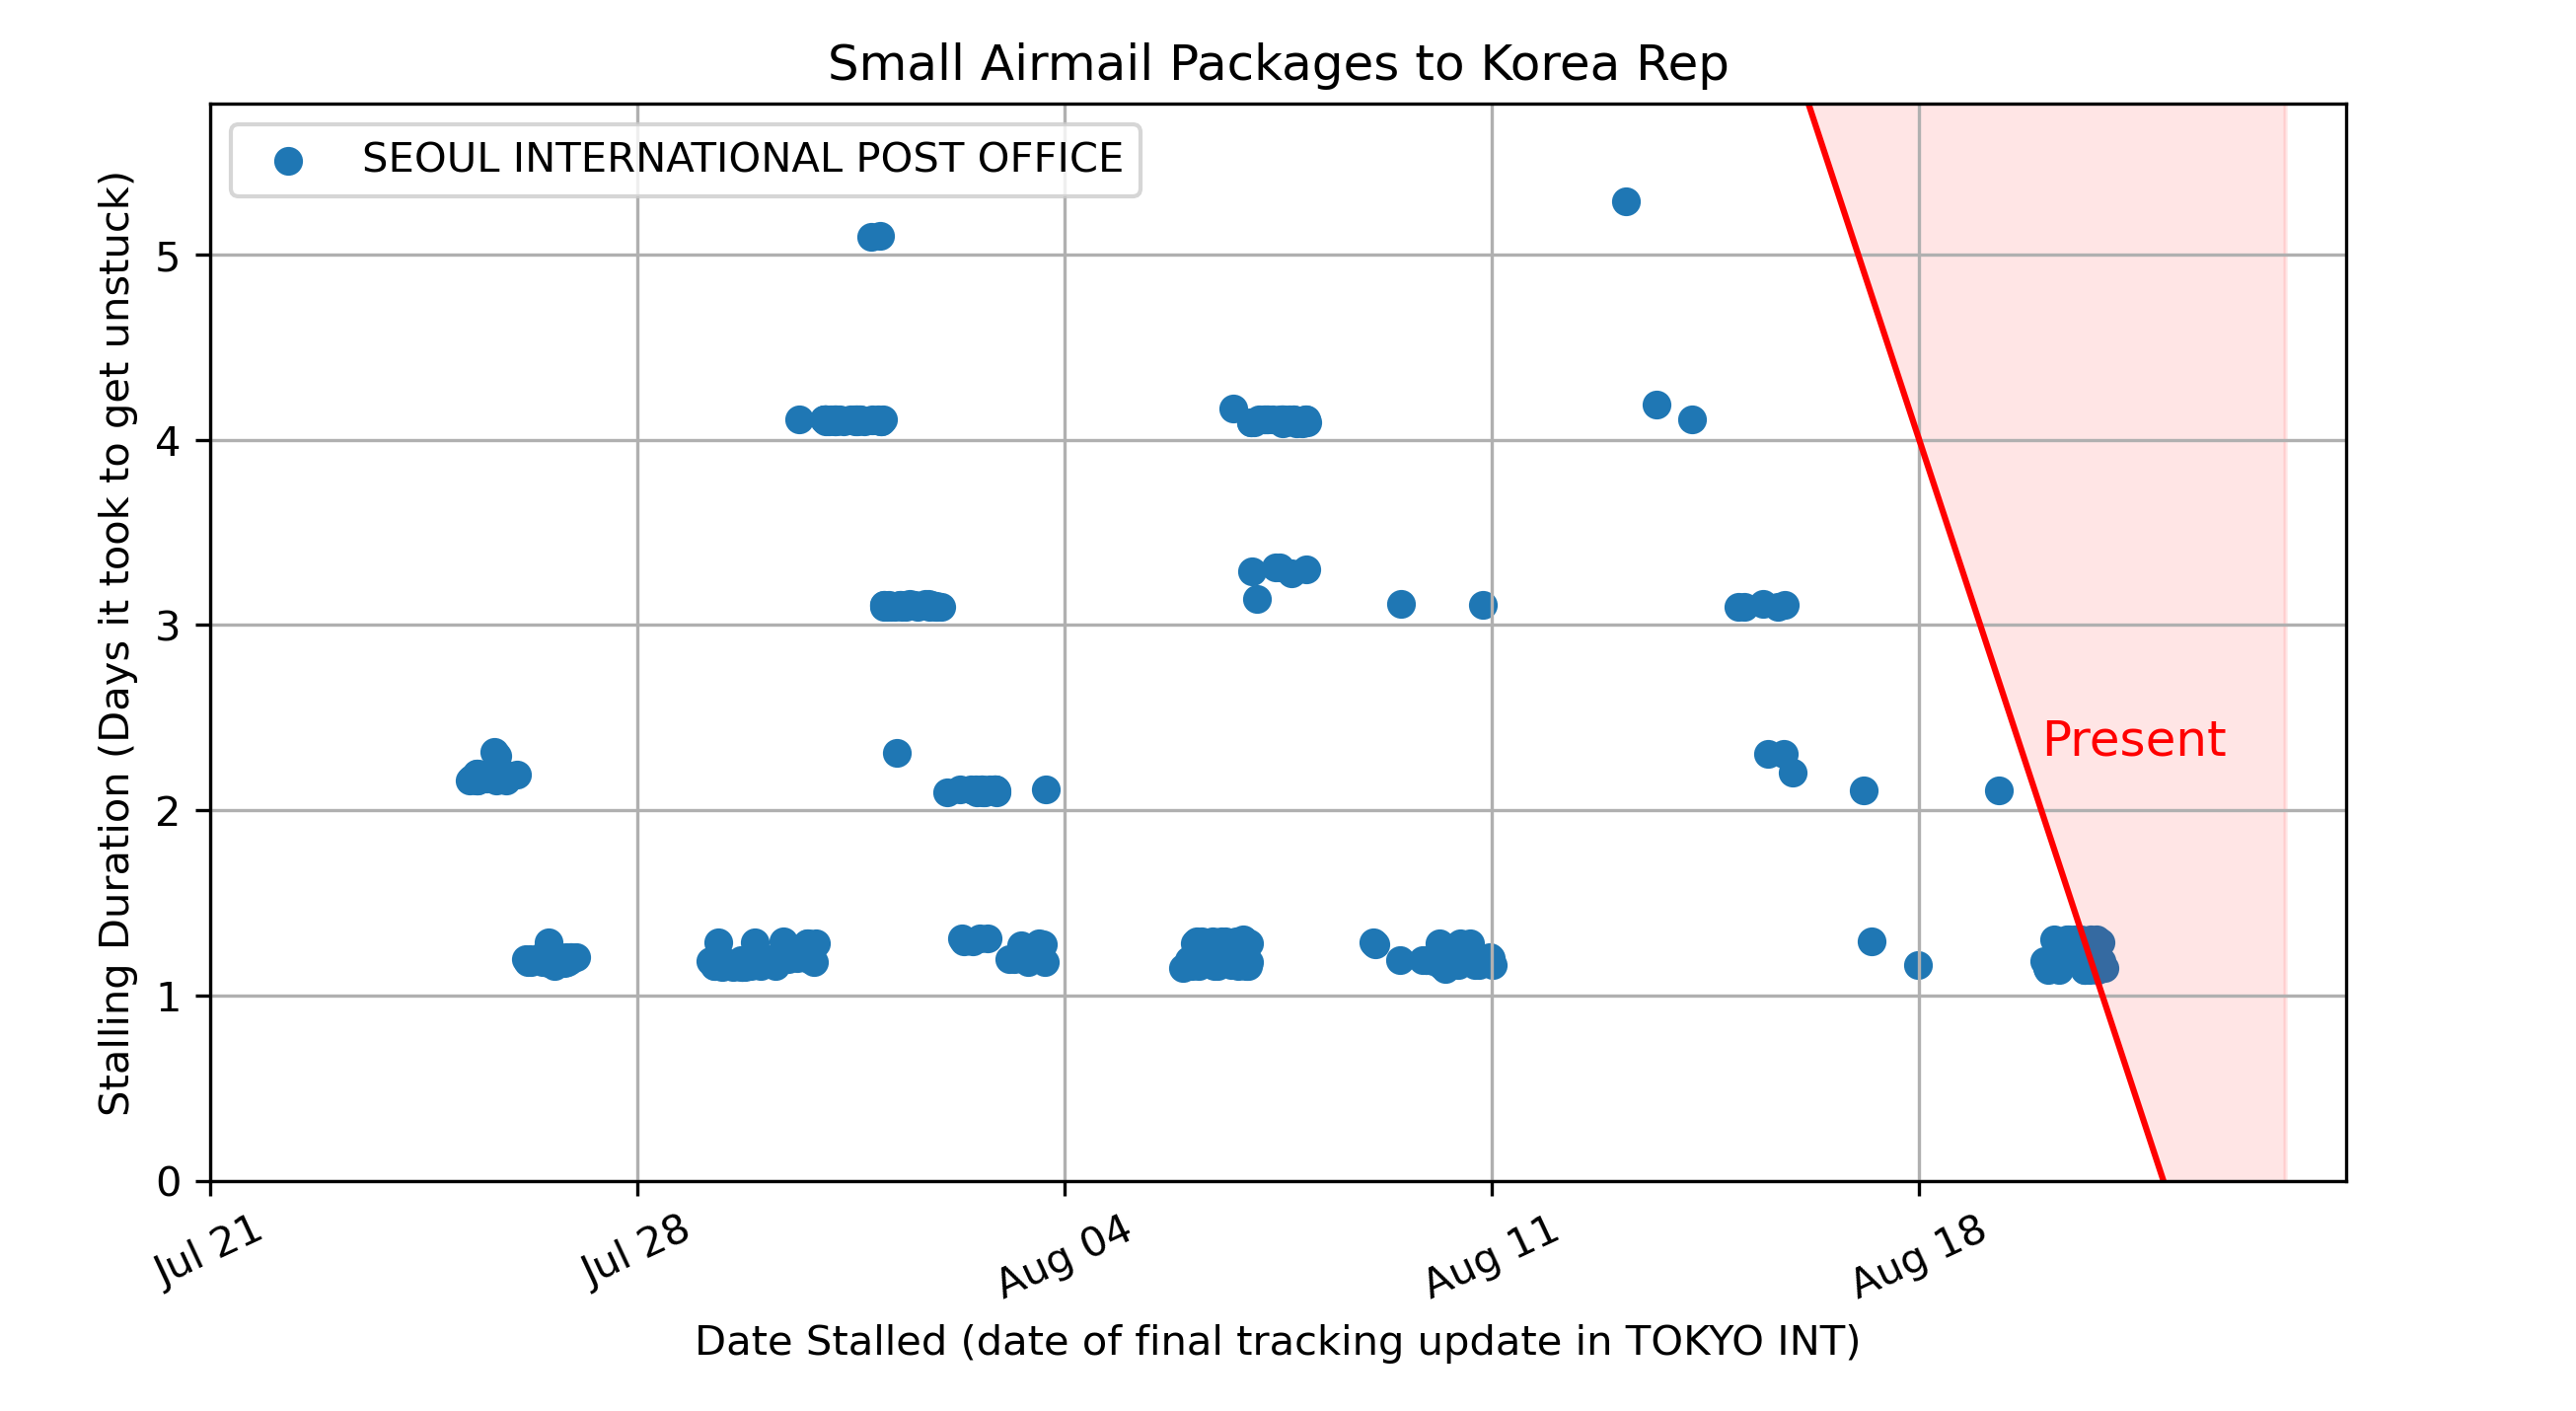 Small Airmail Packages to Korea Rep
SEOUL INTERNATIONAL POST OFFICE
Stalling Duration (Days it took to get unstuck)
5
4
3
2
1
0
Present
Jul 21
Jul 28
Aug 04
Aug 11
Aug 18
Date Stalled (date of final tracking update in TOKYO INT)